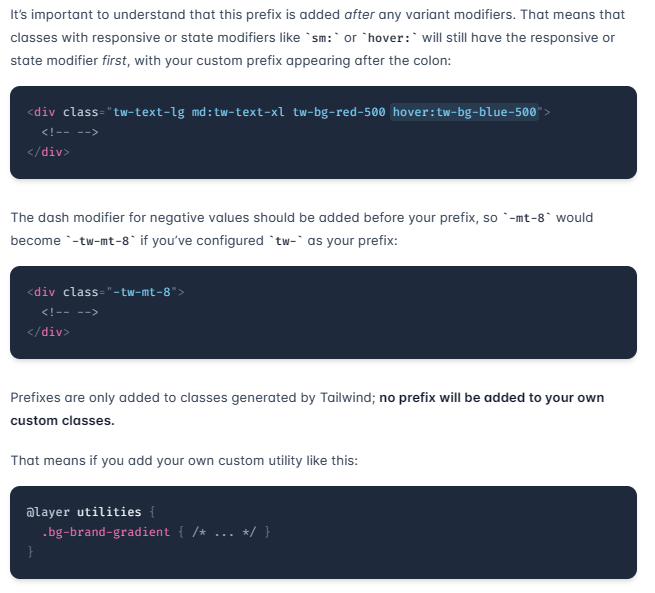 It's important to understand that this prefix is added after any variant modifiers. That means that
classes with responsive or state modifiers like `sm:` or `hover:` will still have the responsive or
state modifier first, with your custom prefix appearing after the colon:
<div class="tw-text-lg md:tw-text-xl tw-bg-red-500 hover:tw-bg-blue-500">
  <!-- -->
</div>
The dash modifier for negative values should be added before your prefix, so `-mt-8` would
become `-tw-mt-8` if you've configured `tw-` as your prefix:
<div class="-tw-mt-8">
  <!-- -->
</div>
Prefixes are only added to classes generated by Tailwind; no prefix will be added to your own
custom classes.
That means if you add your own custom utility like this:
@layer utilities {
  .bg-brand-gradient { /* ... */ }
}